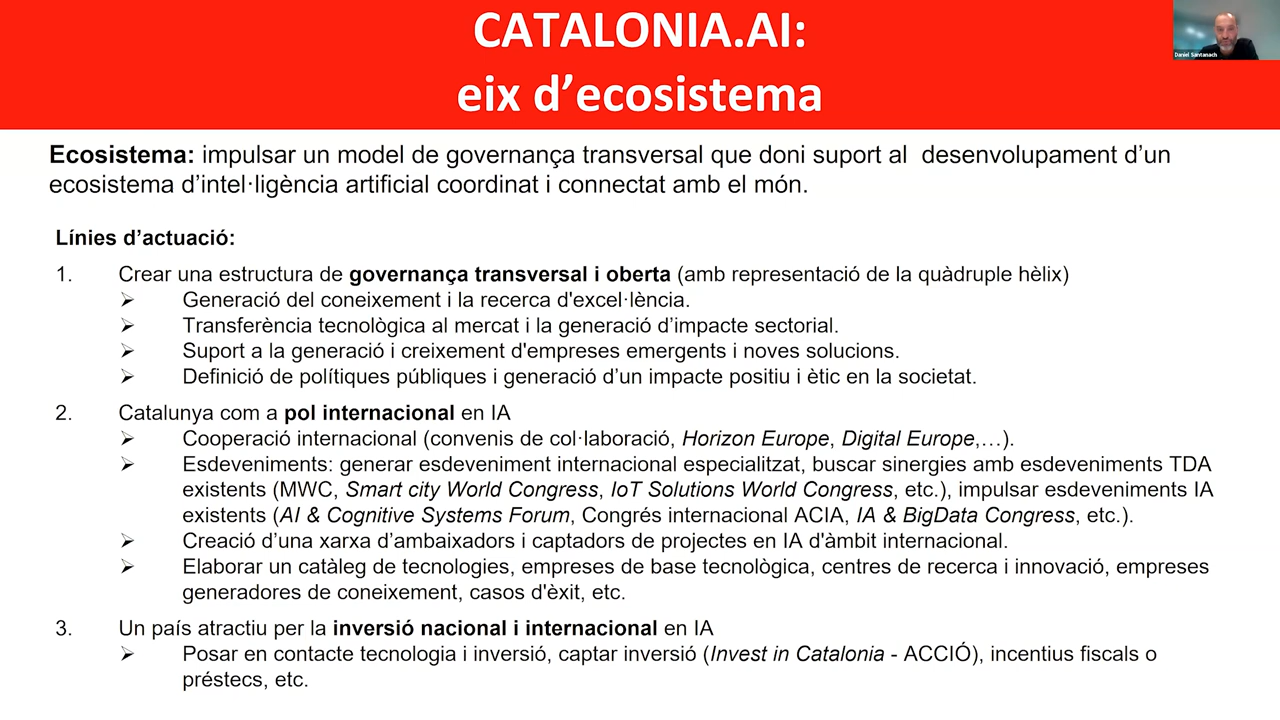 CATALONIA.AI:
eix d’ecosistema
Daniel Santanach
Ecosistema: impulsar un model de governança transversal que doni suport al  desenvolupament d’un
ecosistema d’intel·ligència artificial coordinat i connectat amb el món.
Línies d’actuació:
1. Crear una estructura de governança transversal i oberta (amb representació de la quàdruple hèlix)
➢ Generació del coneixement i la recerca d'excel·lència.
➢ Transferència tecnològica al mercat i la generació d’impacte sectorial.
➢ Suport a la generació i creixement d'empreses emergents i noves solucions.
➢ Definició de polítiques públiques i generació d’un impacte positiu i ètic en la societat.
2. Catalunya com a pol internacional en IA
➢ Cooperació internacional (convenis de col·laboració, Horizon Europe, Digital Europe,…).
➢ Esdeveniments: generar esdeveniment internacional especialitzat, buscar sinergies amb esdeveniments TDA
existents (MWC, Smart city World Congress, IoT Solutions World Congress, etc.), impulsar esdeveniments IA
existents (AI & Cognitive Systems Forum, Congrés internacional ACIA, IA & BigData Congress, etc.).
➢ Creació d’una xarxa d’ambaixadors i captadors de projectes en IA d'àmbit internacional.
➢ Elaborar un catàleg de tecnologies, empreses de base tecnològica, centres de recerca i innovació, empreses
generadores de coneixement, casos d'èxit, etc.
3. Un país atractiu per la inversió nacional i internacional en IA
➢ Posar en contacte tecnologia i inversió, captar inversió (Invest in Catalonia - ACCIÓ), incentius fiscals o
préstecs, etc.